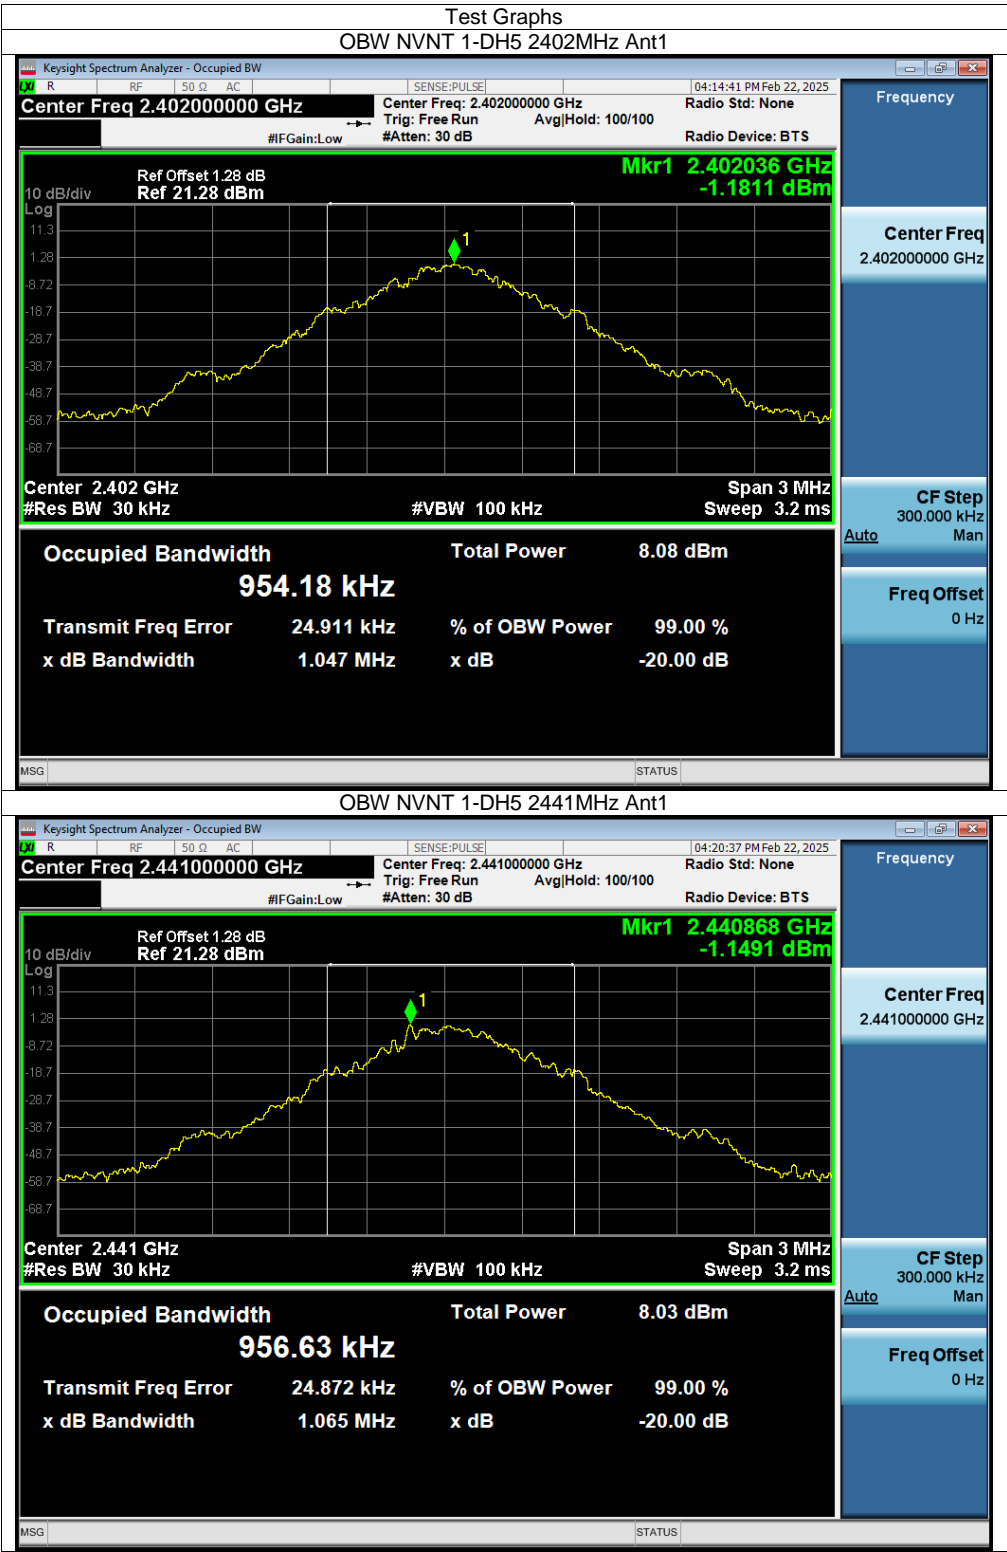 Test Graphs
OBW NVNT 1-DH5 2402MHz Ant1
Keysight Spectrum Analyzer - Occupied BW
LXI R RF 50 Ω AC SENSE:PULSE 04:14:41 PM Feb 22, 2025
Center Freq 2.402000000 GHz Center Freq: 2.402000000 GHz Radio Std: None Frequency
Trig: Free Run Avg|Hold: 100/100
#IFGain:Low #Atten: 30 dB Radio Device: BTS
Mkr1 2.402036 GHz
Ref Offset 1.28 dB
10 dB/div Ref 21.28 dBm -1.1811 dBm
Log
11.3
1
Center Freq
1.28
2.402000000 GHz
-8.72
-18.7
-28.7
-38.7
-48.7
-58.7
-68.7
Center 2.402 GHz Span 3 MHz
#Res BW 30 kHz #VBW 100 kHz Sweep 3.2 ms
CF Step
300.000 kHz
Auto Man
Occupied Bandwidth Total Power 8.08 dBm
954.18 kHz
Freq Offset
0 Hz
Transmit Freq Error 24.911 kHz % of OBW Power 99.00 %
x dB Bandwidth 1.047 MHz x dB -20.00 dB
MSG STATUS
OBW NVNT 1-DH5 2441MHz Ant1
Keysight Spectrum Analyzer - Occupied BW
LXI R RF 50 Ω AC SENSE:PULSE 04:20:37 PM Feb 22, 2025
Center Freq 2.441000000 GHz Center Freq: 2.441000000 GHz Radio Std: None Frequency
Trig: Free Run Avg|Hold: 100/100
#IFGain:Low #Atten: 30 dB Radio Device: BTS
Mkr1 2.440868 GHz
Ref Offset 1.28 dB
10 dB/div Ref 21.28 dBm -1.1491 dBm
Log
11.3
1
Center Freq
1.28
2.441000000 GHz
-8.72
-18.7
-28.7
-38.7
-48.7
-58.7
-68.7
Center 2.441 GHz Span 3 MHz
#Res BW 30 kHz #VBW 100 kHz Sweep 3.2 ms
CF Step
300.000 kHz
Auto Man
Occupied Bandwidth Total Power 8.03 dBm
956.63 kHz
Freq Offset
0 Hz
Transmit Freq Error 24.872 kHz % of OBW Power 99.00 %
x dB Bandwidth 1.065 MHz x dB -20.00 dB
MSG STATUS